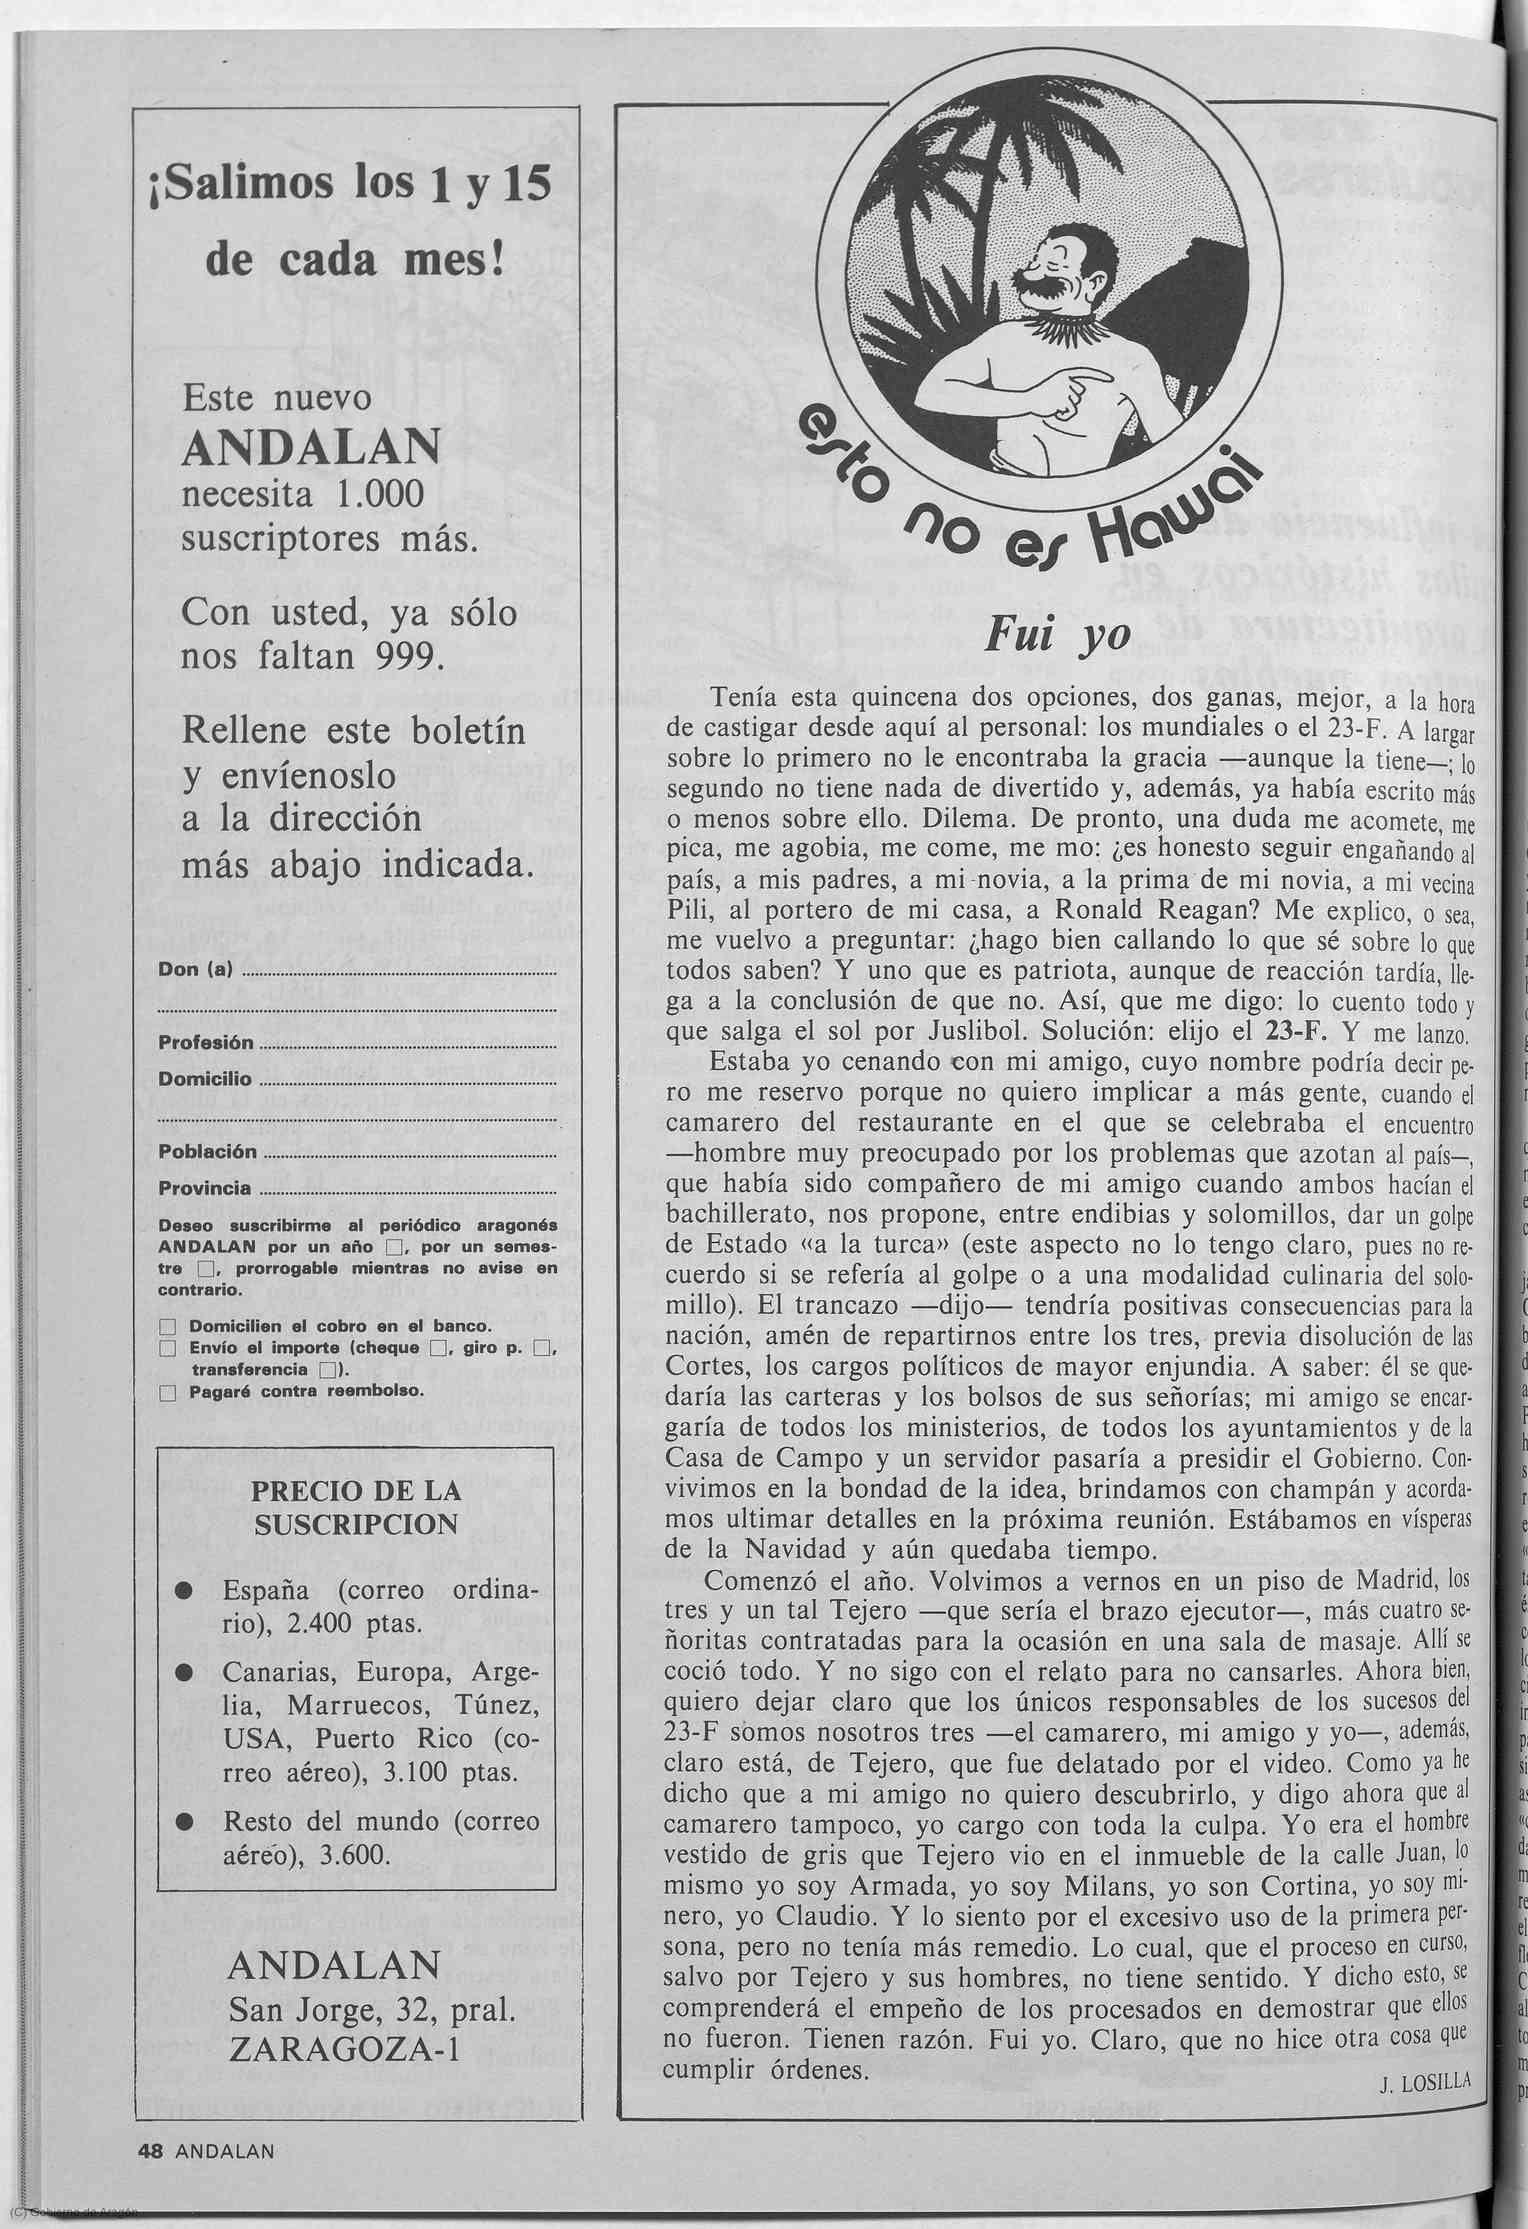 ¡Salimos los 1 y 15
de cada mes!
Este nuevo
ANDALAN
necesita 1.000
suscriptores más.
Con usted, ya sólo
nos faltan 999.
Rellene este boletín
y envíenoslo
a la dirección
más abajo indicada.
Don (a)
Profesión
Domicilio
Población
Provincia
Deseo suscribirme al periódico aragonés
ANDALAN por un año □, por un semes-
tre □, prorrogable mientras no avise en
contrario.
□ Domicilien el cobro en el banco.
□ Envío el importe (cheque □, giro p. □,
transferencia □).
□ Pagaré contra reembolso.
PRECIO DE LA
SUSCRIPCION
● España (correo ordina-
rio), 2.400 ptas.
● Canarias, Europa, Arge-
lia, Marruecos, Túnez,
USA, Puerto Rico (co-
rreo aéreo), 3.100 ptas.
● Resto del mundo (correo
aéreo), 3.600.
ANDALAN
San Jorge, 32, pral.
ZARAGOZA-1
esto no es Hawai
Fui yo
Tenía esta quincena dos opciones, dos ganas, mejor, a la hora
de castigar desde aquí al personal: los mundiales o el 23-F. A largar
sobre lo primero no le encontraba la gracia —aunque la tiene—; lo
segundo no tiene nada de divertido y, además, ya había escrito más
o menos sobre ello. Dilema. De pronto, una duda me acomete, me
pica, me agobia, me come, me mo: ¿es honesto seguir engañando al
país, a mis padres, a mi novia, a la prima de mi novia, a mi vecina
Pili, al portero de mi casa, a Ronald Reagan? Me explico, o sea,
me vuelvo a preguntar: ¿hago bien callando lo que sé sobre lo que
todos saben? Y uno que es patriota, aunque de reacción tardía, lle-
ga a la conclusión de que no. Así, que me digo: lo cuento todo y
que salga el sol por Juslibol. Solución: elijo el 23-F. Y me lanzo.
Estaba yo cenando con mi amigo, cuyo nombre podría decir pe-
ro me reservo porque no quiero implicar a más gente, cuando el
camarero del restaurante en el que se celebraba el encuentro
—hombre muy preocupado por los problemas que azotan al país—,
que había sido compañero de mi amigo cuando ambos hacían el
bachillerato, nos propone, entre endibias y solomillos, dar un golpe
de Estado «a la turca» (este aspecto no lo tengo claro, pues no re-
cuerdo si se refería al golpe o a una modalidad culinaria del solo-
millo). El trancazo —dijo— tendría positivas consecuencias para la
nación, amén de repartirnos entre los tres, previa disolución de las
Cortes, los cargos políticos de mayor enjundia. A saber: él se que-
daría las carteras y los bolsos de sus señorías; mi amigo se encar-
garía de todos los ministerios, de todos los ayuntamientos y de la
Casa de Campo y un servidor pasaría a presidir el Gobierno. Con-
vivimos en la bondad de la idea, brindamos con champán y acorda-
mos ultimar detalles en la próxima reunión. Estábamos en vísperas
de la Navidad y aún quedaba tiempo.
Comenzó el año. Volvimos a vernos en un piso de Madrid, los
tres y un tal Tejero —que sería el brazo ejecutor—, más cuatro se-
ñoritas contratadas para la ocasión en una sala de masaje. Allí se
coció todo. Y no sigo con el relato para no cansarles. Ahora bien,
quiero dejar claro que los únicos responsables de los sucesos del
23-F somos nosotros tres —el camarero, mi amigo y yo—, además,
claro está, de Tejero, que fue delatado por el video. Como ya he
dicho que a mi amigo no quiero descubrirlo, y digo ahora que al
camarero tampoco, yo cargo con toda la culpa. Yo era el hombre
vestido de gris que Tejero vio en el inmueble de la calle Juan, lo
mismo yo soy Armada, yo soy Milans, yo son Cortina, yo soy mi-
nero, yo Claudio. Y lo siento por el excesivo uso de la primera per-
sona, pero no tenía más remedio. Lo cual, que el proceso en curso,
salvo por Tejero y sus hombres, no tiene sentido. Y dicho esto, se
comprenderá el empeño de los procesados en demostrar que ellos
no fueron. Tienen razón. Fui yo. Claro, que no hice otra cosa que
cumplir órdenes.
J. LOSILLA
48 ANDALAN
(C) Gobierno de Aragón